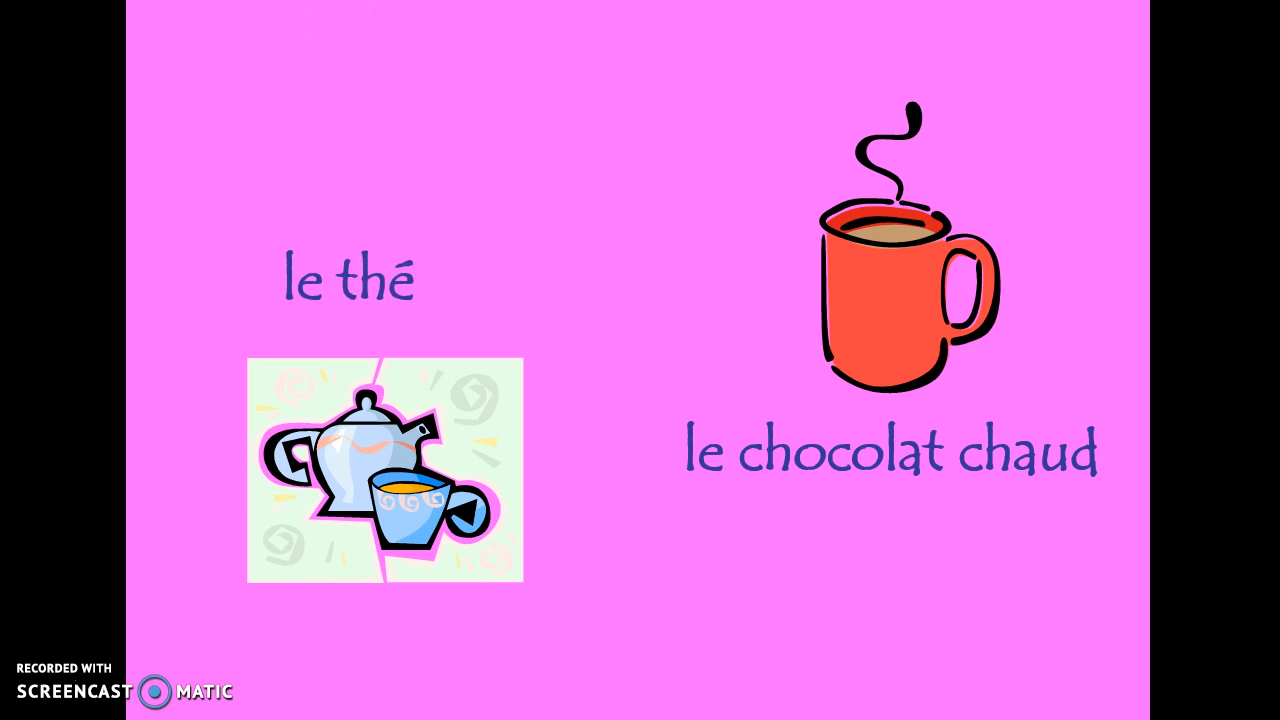 le thé
le chocolat chaud
RECORDED WITH
SCREENCAST MATIC